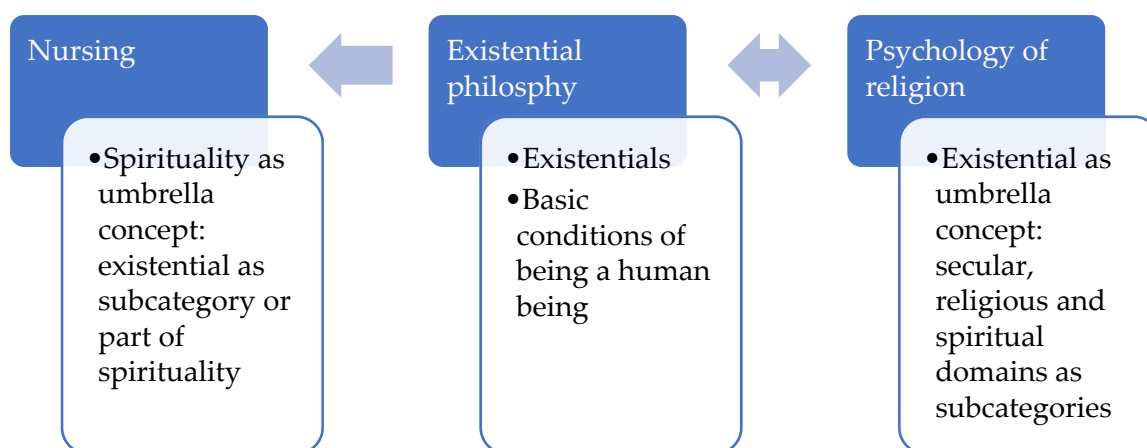 Nursing
•Spirituality as
umbrella
concept:
existential as
subcategory or
part of
spirituality
Existential
philosphy
•Existentials
•Basic
conditions of
being a human
being
Psychology of
religion
•Existential as
umbrella
concept:
secular,
religious and
spiritual
domains as
subcategories